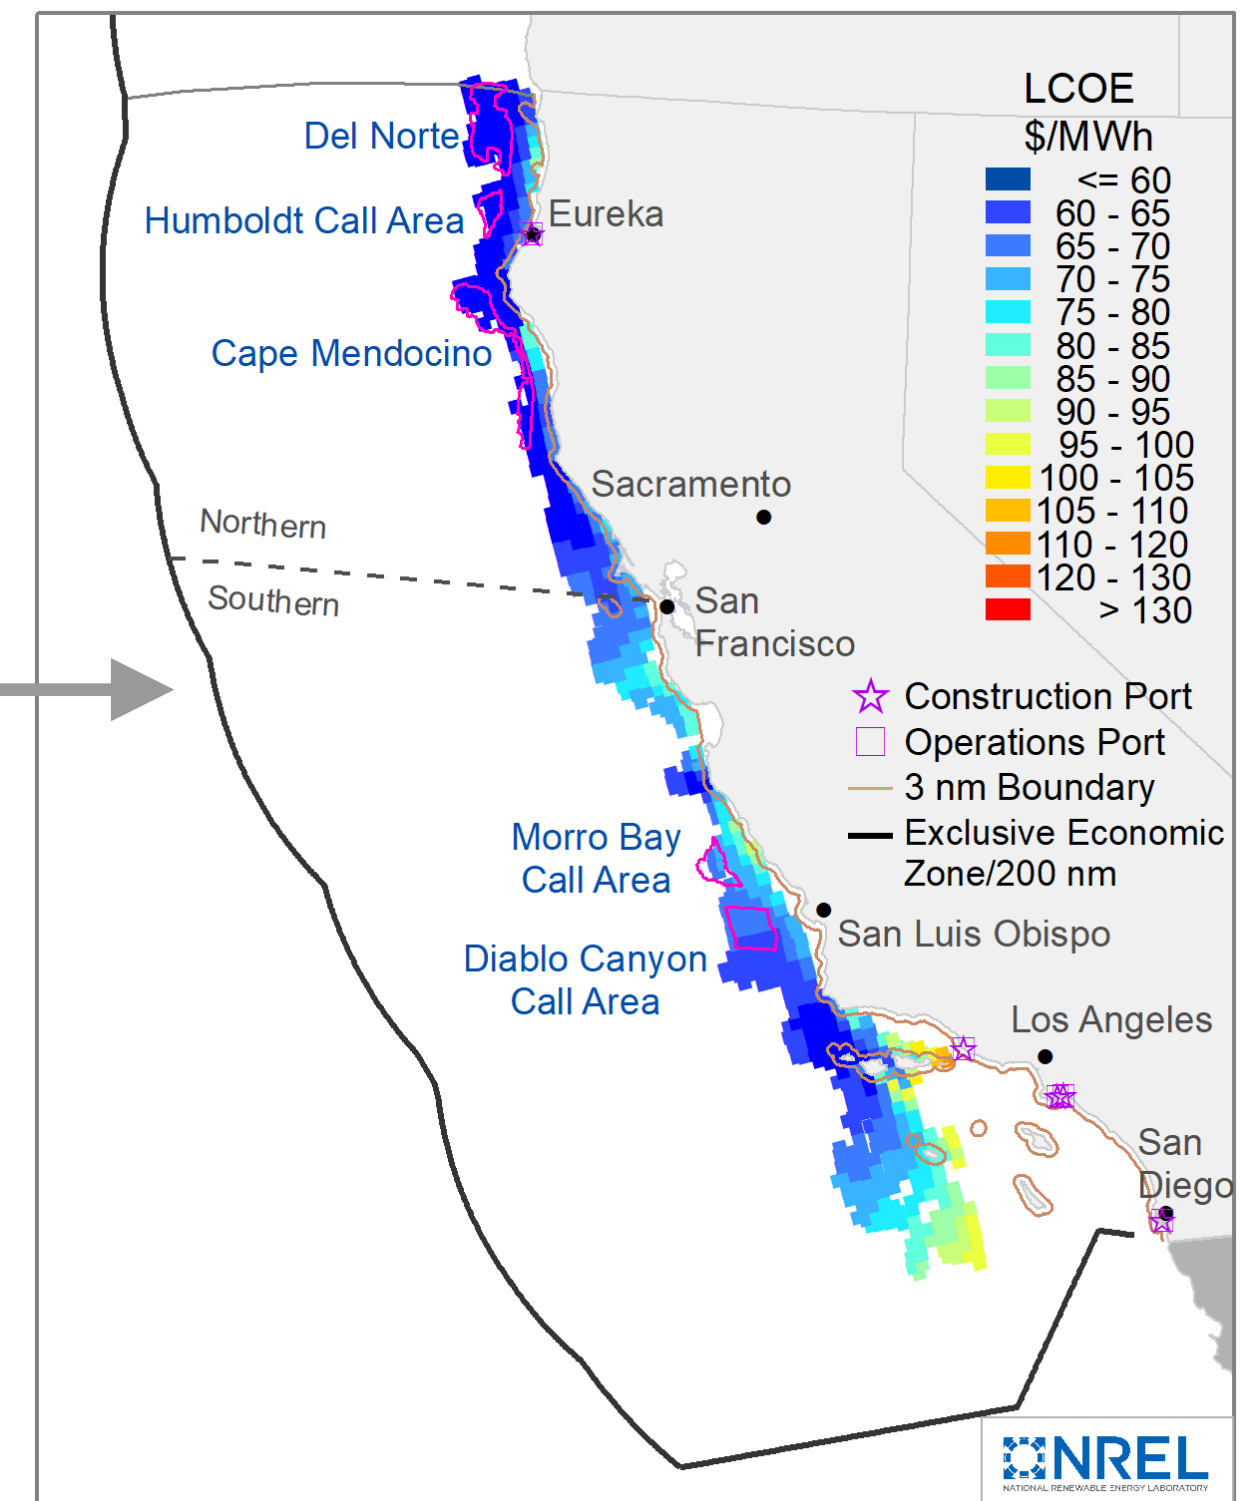 LCOE
$/MWh
<= 60
60 - 65
65 - 70
70 - 75
75 - 80
80 - 85
85 - 90
90 - 95
95 - 100
100 - 105
105 - 110
110 - 120
120 - 130
> 130
Construction Port
Operations Port
3 nm Boundary
Exclusive Economic
Zone/200 nm
Del Norte
Humboldt Call Area
Eureka
Cape Mendocino
Sacramento
Northern
Southern
San
Francisco
Morro Bay
Call Area
San Luis Obispo
Diablo Canyon
Call Area
Los Angeles
San
Diego
NREL
NATIONAL RENEWABLE ENERGY LABORATORY